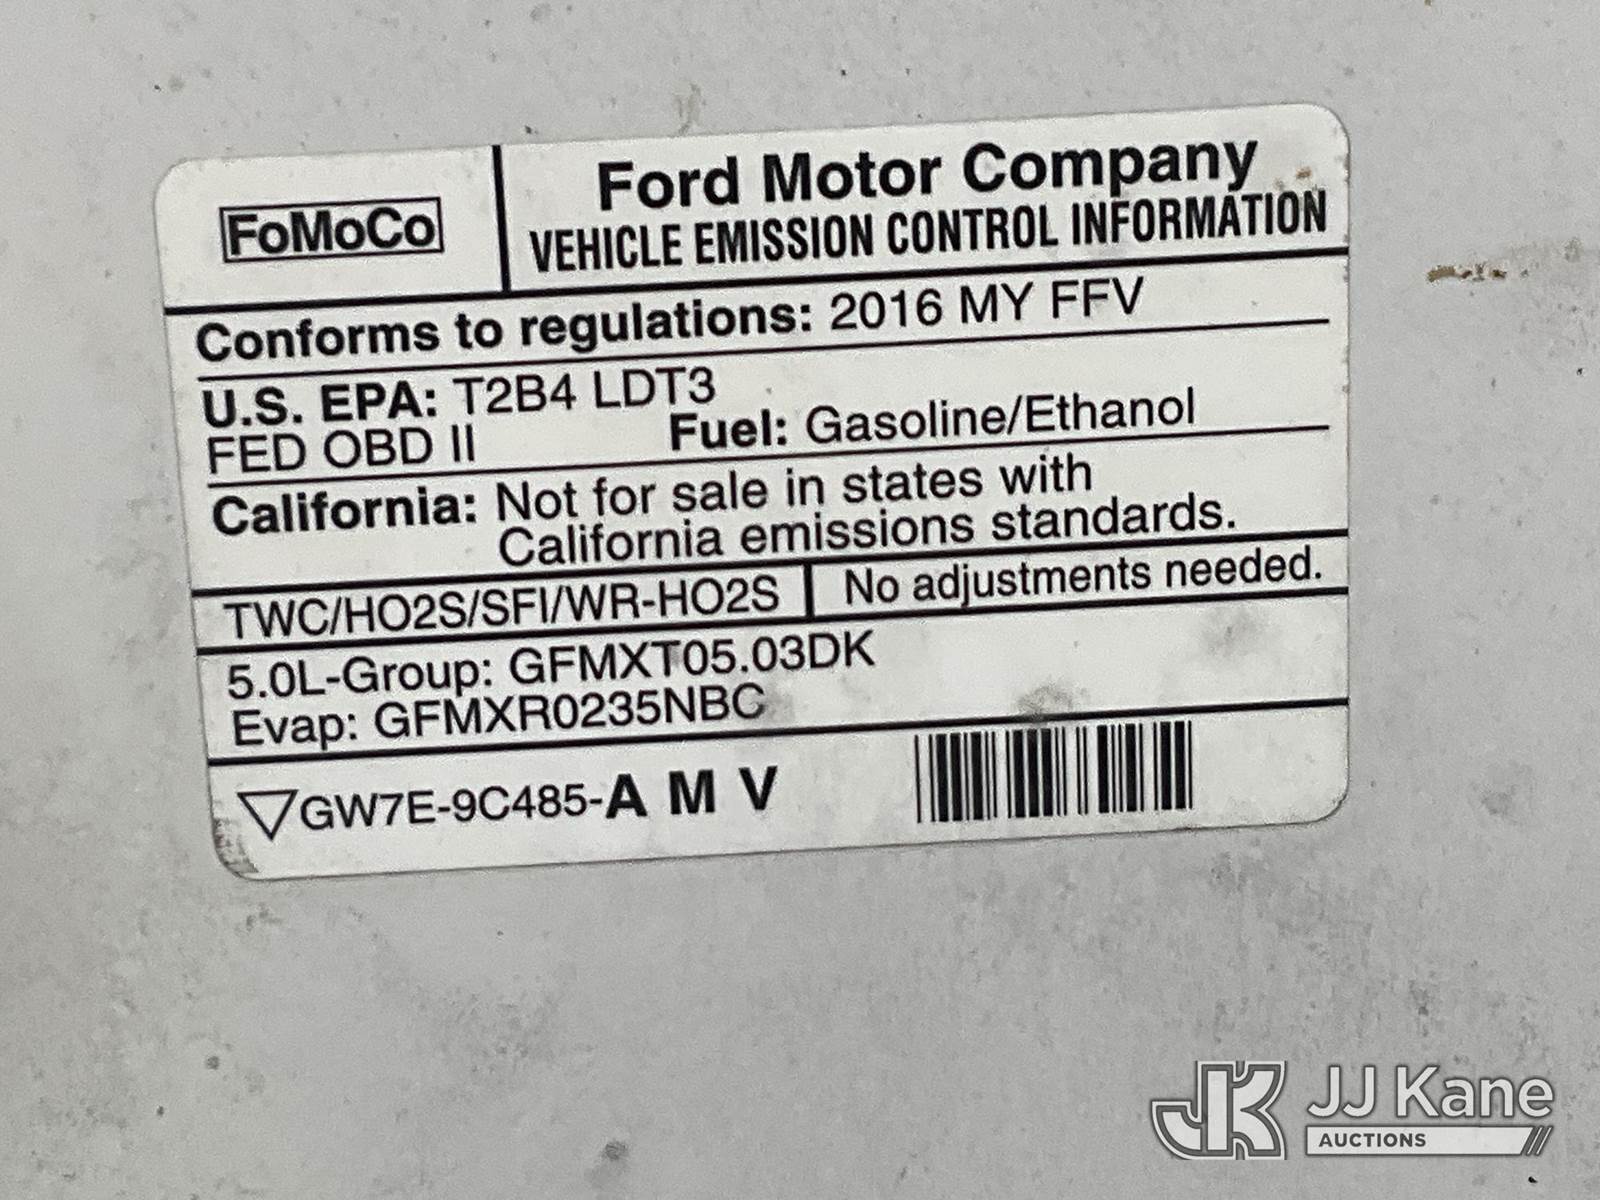 FoMoCo
Ford Motor Company
VEHICLE EMISSION CONTROL INFORMATION
Conforms to regulations: 2016 MY FFV
U.S. EPA: T2B4 LDT3
FED OBD II Fuel: Gasoline/Ethanol
California: Not for sale in states with
California emissions standards.
TWC/HO2S/SFI/WR-HO2S No adjustments needed.
5.0L-Group: GFMXT05.03DK
Evap: GFMXR0235NBC
▽GW7E-9C485-A M V
JK JJ Kane
AUCTIONS